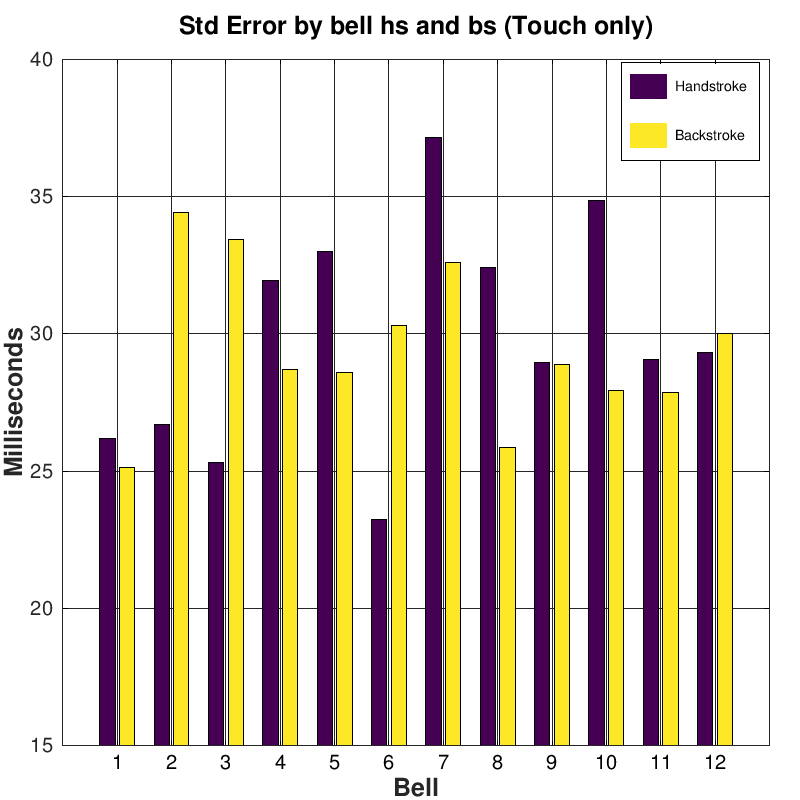 Std Error by bell hs and bs (Touch only)
Handstroke
Backstroke
40
35
30
25
20
15
Milliseconds
1 2 3 4 5 6 7 8 9 10 11 12
Bell